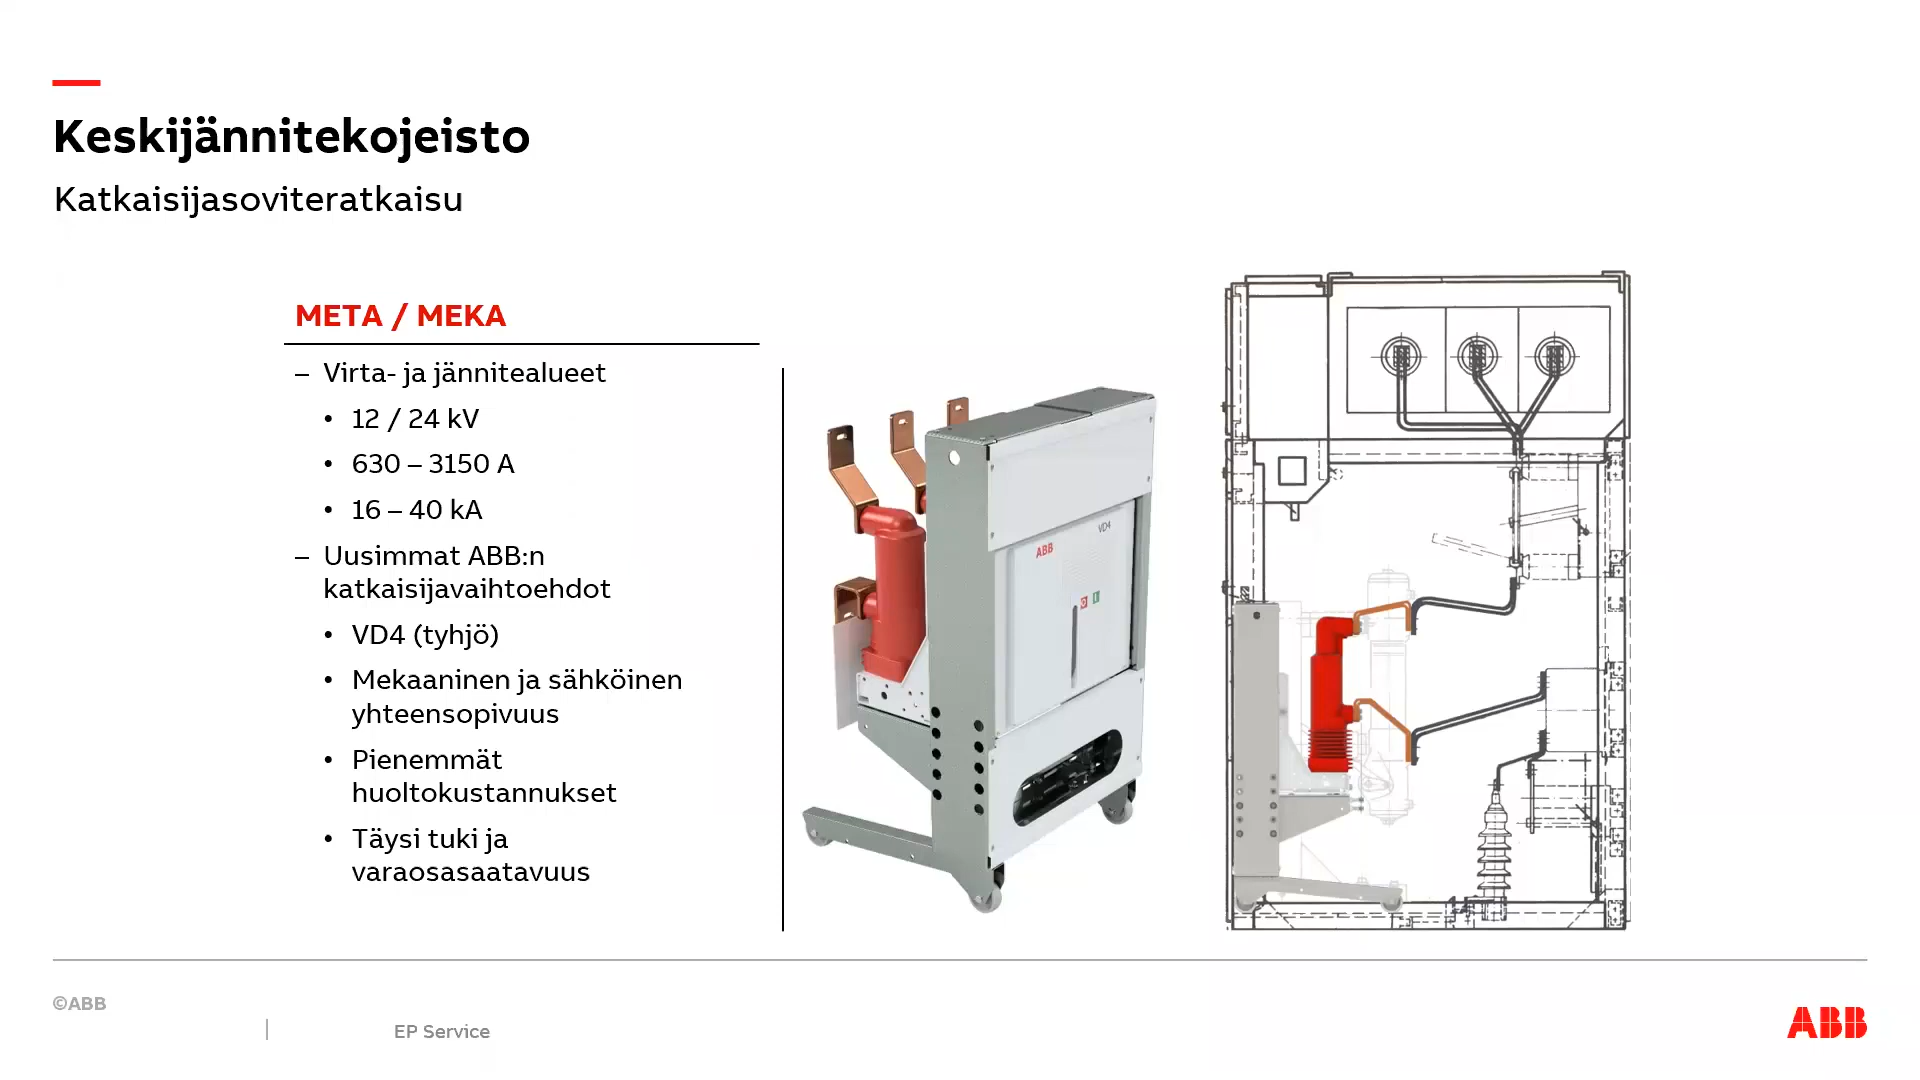 Keskijännitekojeisto
Katkaisijasoviteratkaisu
META / MEKA
– Virta- ja jännitealueet
• 12 / 24 kV
• 630 – 3150 A
• 16 – 40 kA
– Uusimmat ABB:n
katkaisijavaihtoehdot
• VD4 (tyhjö)
• Mekaaninen ja sähköinen
yhteensopivuus
• Pienemmät
huoltokustannukset
• Täysi tuki ja
varaosasaatavuus
VD4
ABB
O I
©ABB
EP Service
ABB